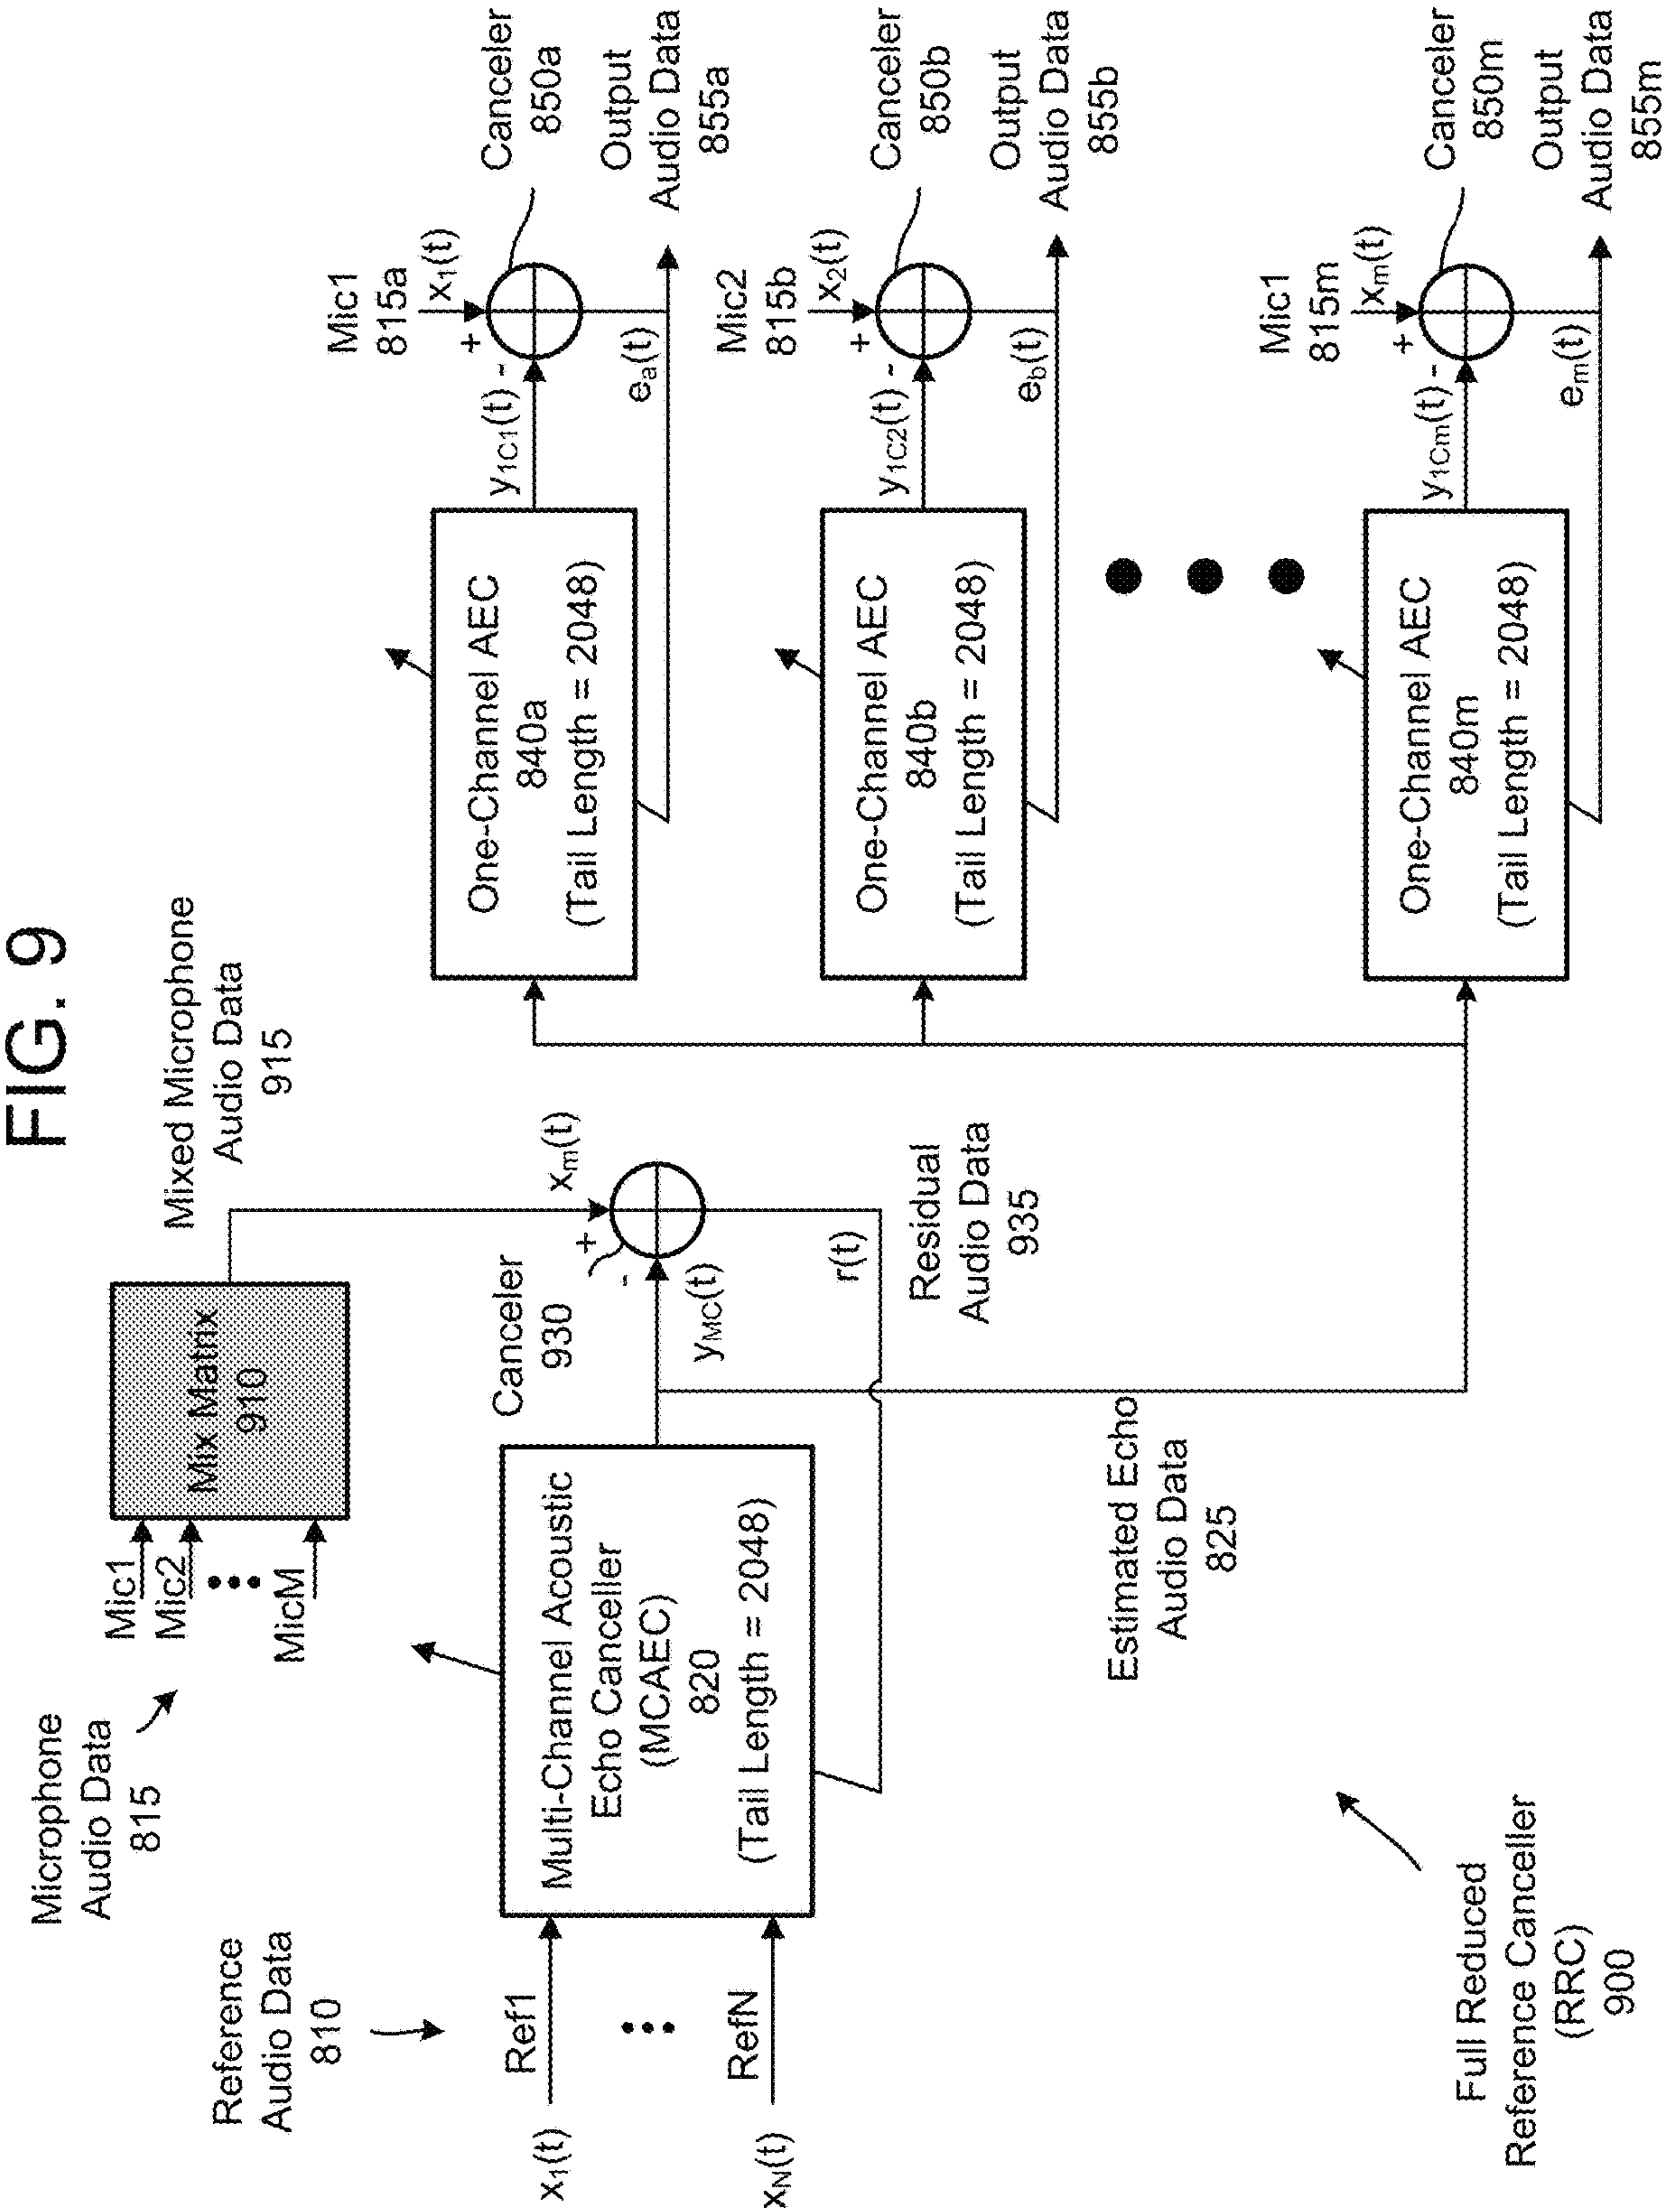 FIG. 9
Microphone
Audio Data
815
Mic1
Mic2
MicM
Mix Matrix
910
Mixed Microphone
Audio Data
915
Reference
Audio Data
810
x1(t)
Ref1
xN(t)
RefN
Multi-Channel Acoustic
Echo Canceller
(MCAEC)
820
(Tail Length = 2048)
Canceler
930
+
-
xm(t)
yMC(t)
r(t)
Residual
Audio Data
935
Estimated Echo
Audio Data
825
One-Channel AEC
840a
(Tail Length = 2048)
y1C1(t)
-
+
Mic1
815a
x1(t)
ea(t)
Canceler
850a
Output
Audio Data
855a
One-Channel AEC
840b
(Tail Length = 2048)
y1C2(t)
-
+
Mic2
815b
x2(t)
eb(t)
Canceler
850b
Output
Audio Data
855b
One-Channel AEC
840m
(Tail Length = 2048)
y1Cm(t)
-
+
Mic1
815m
xm(t)
em(t)
Canceler
850m
Output
Audio Data
855m
Full Reduced
Reference Canceller
(RRC)
900